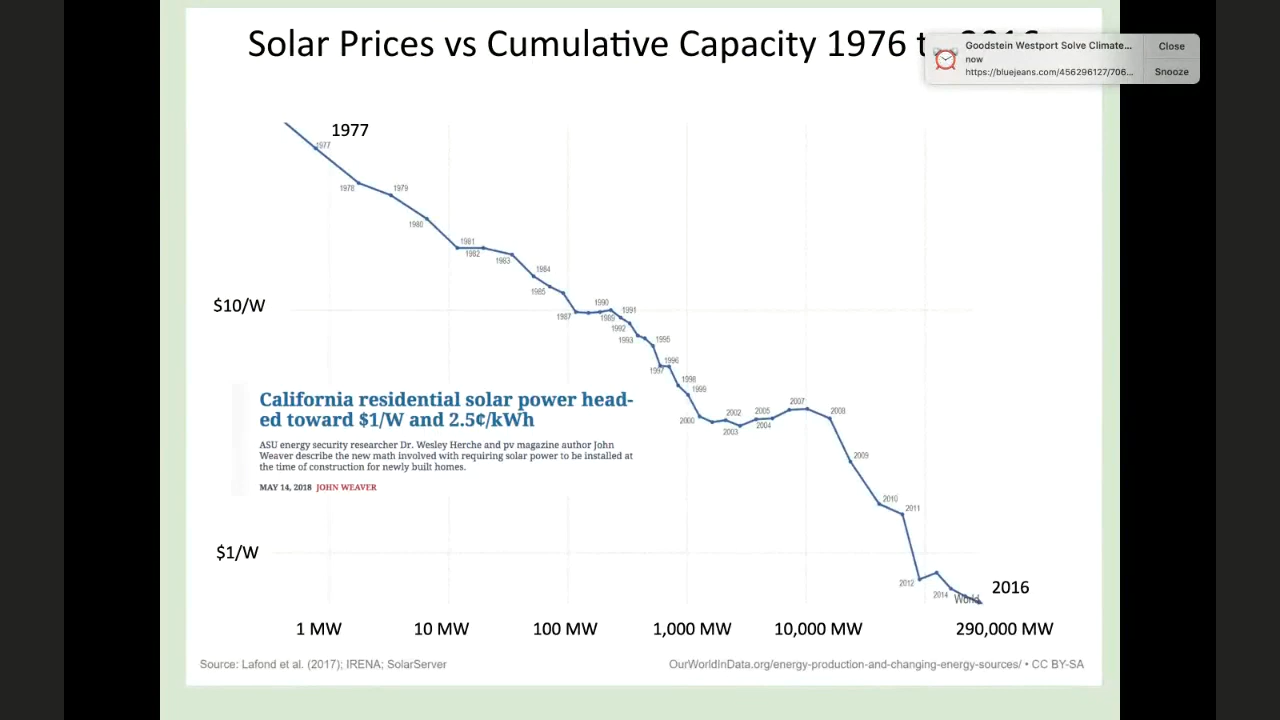 Solar Prices vs Cumulative Capacity 1976 t
Goodstein Westport Solve Climate...
now
https://bluejeans.com/456296127/706...
Close
Snooze
1977
1977
1978
1979
1980
1981
1982
1983
1984
1985
$10/W
1987
1990
1989
1991
1992
1993
1995
1996
1997
1998
1999
2000
2002
2003
2005
2004
2007
2008
2009
2010
2011
California residential solar power head-
ed toward $1/W and 2.5¢/kWh
ASU energy security researcher Dr. Wesley Herche and pv magazine author John
Weaver describe the new math involved with requiring solar power to be installed at
the time of construction for newly built homes.
MAY 14, 2018 JOHN WEAVER
$1/W
2012
2014
World
2016
1 MW
10 MW
100 MW
1,000 MW
10,000 MW
290,000 MW
Source: Lafond et al. (2017); IRENA; SolarServer
OurWorldInData.org/energy-production-and-changing-energy-sources/ • CC BY-SA